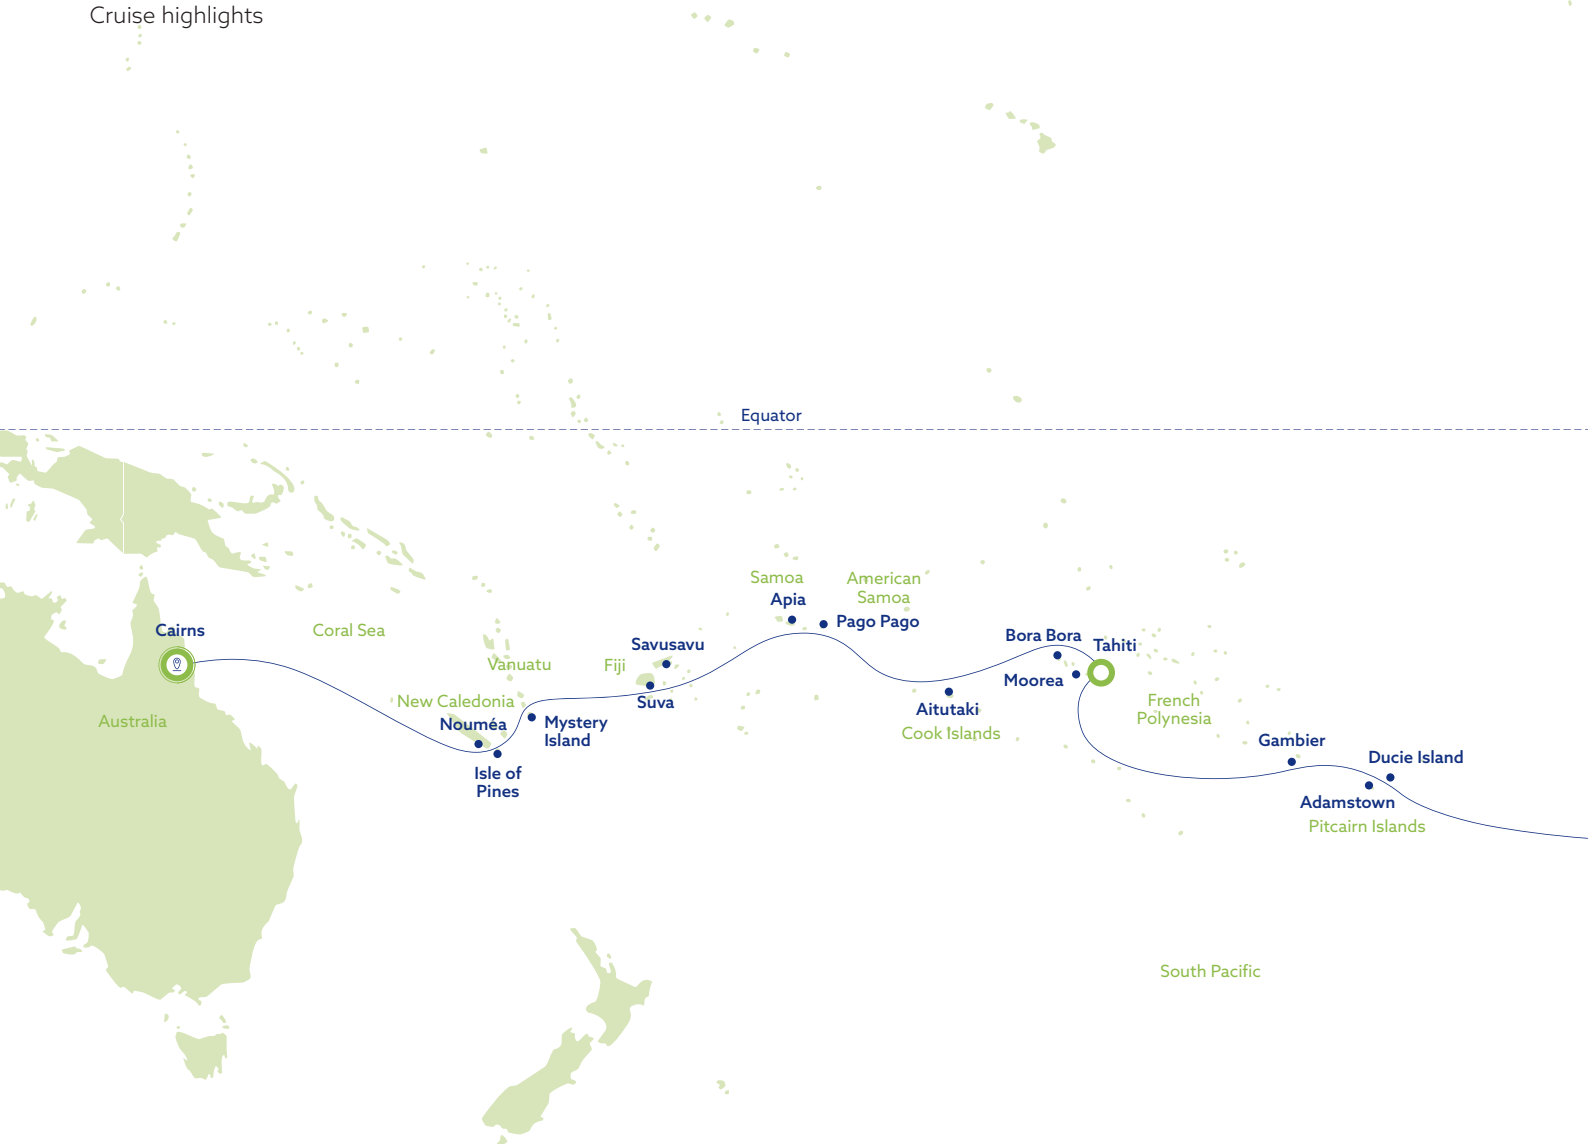 Cruise highlights
Equator
Samoa
American
Samoa
Apia
Pago Pago
Cairns
Coral Sea
Savusavu
Bora Bora
Tahiti
Vanuatu
Fiji
Moorea
New Caledonia
Suva
French
Polynesia
Australia
Nouméa
Mystery
Island
Aitutaki
Cook Islands
Gambier
Ducie Island
Isle of
Pines
Adamstown
Pitcairn Islands
South Pacific